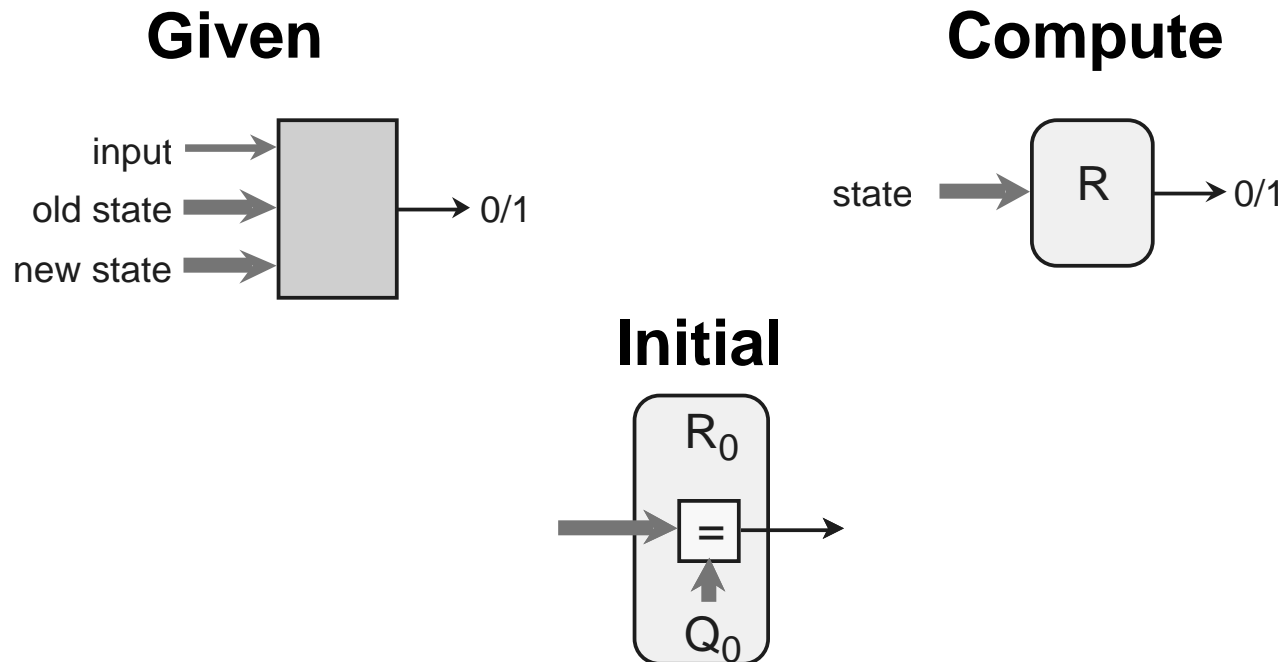 Given
input
old state
new state
0/1
Compute
state
R
0/1
Initial
R0
=
Q0